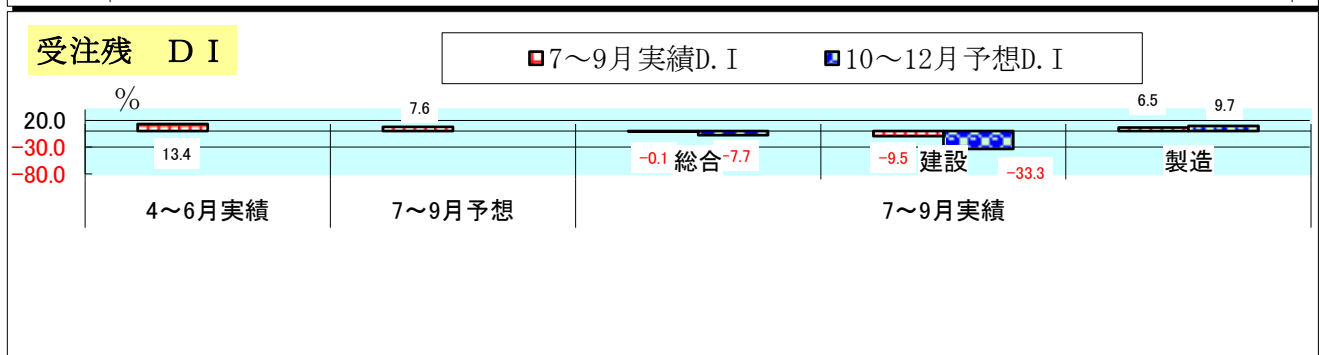 受注残　ＤＩ
7～9月実績D.I
10～12月予想D.I
%
20.0
-30.0
-80.0
13.4
7.6
-0.1
総合
-7.7
-9.5
建設
-33.3
6.5
9.7
製造
4～6月実績
7～9月予想
7～9月実績